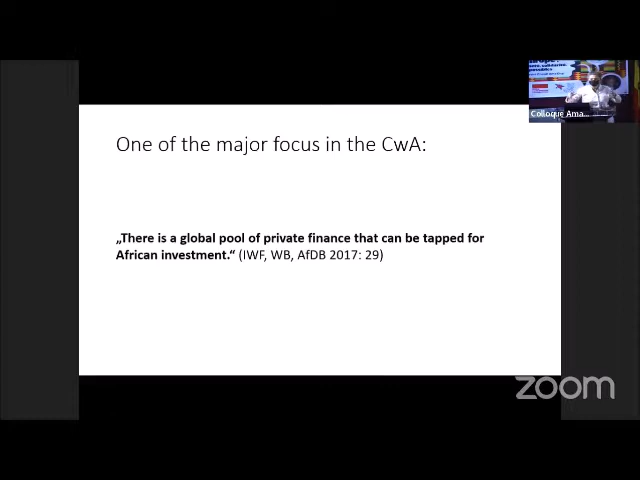 One of the major focus in the CwA:
„There is a global pool of private finance that can be tapped for
African investment.“ (IWF, WB, AfDB 2017: 29)
Colloque Ama...
zoom